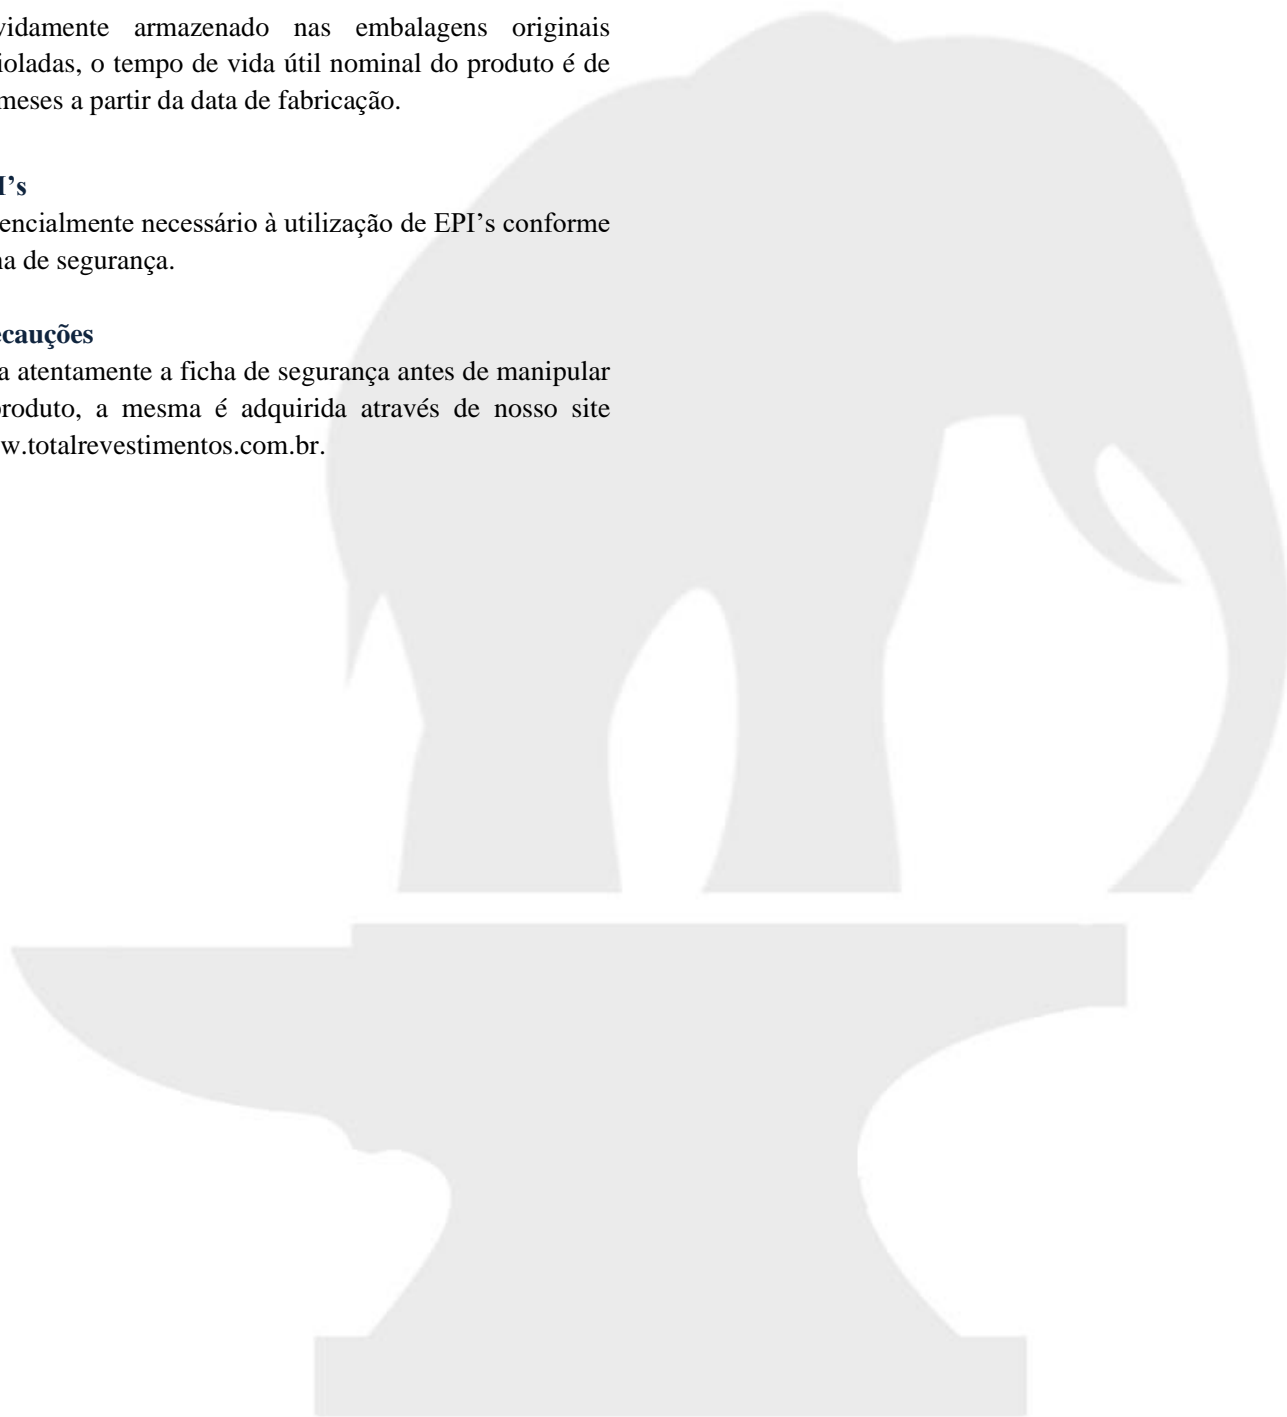 vidamente armazenado nas embalagens originais
ioladas, o tempo de vida útil nominal do produto é de
meses a partir da data de fabricação.
I's
encialmente necessário à utilização de EPI's conforme
a de segurança.
ecauções
a atentamente a ficha de segurança antes de manipular
produto, a mesma é adquirida através de nosso site
w.totalrevestimentos.com.br.